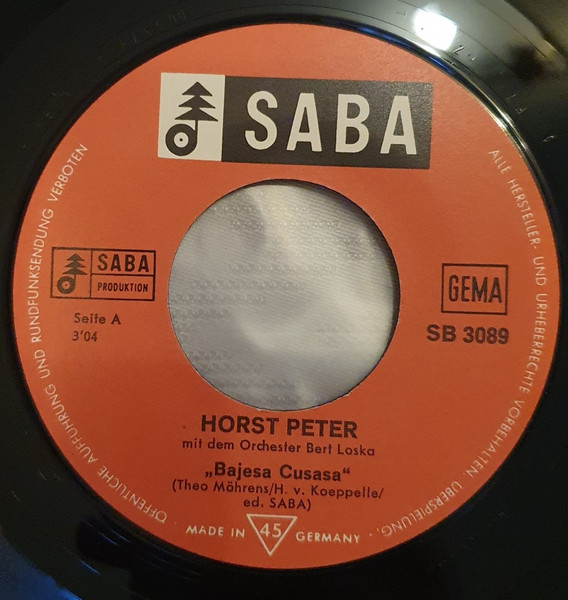 SABA
SABA
PRODUKTION
Seite A
3'04
GEMA
SB 3089
HORST PETER
mit dem Orchester Bert Loska
„Bajesa Cusasa“
(Theo Möhrens/H. v. Koeppelle/
ed. SABA)
MADE IN 45 GERMANY
ALLE HERSTELLER- UND URHEBERRECHTE VORBEHALTEN · ÜBERSPIELUNG, ÖFFENTLICHE AUFFÜHRUNG UND RUNDFUNKSENDUNG VERBOTEN